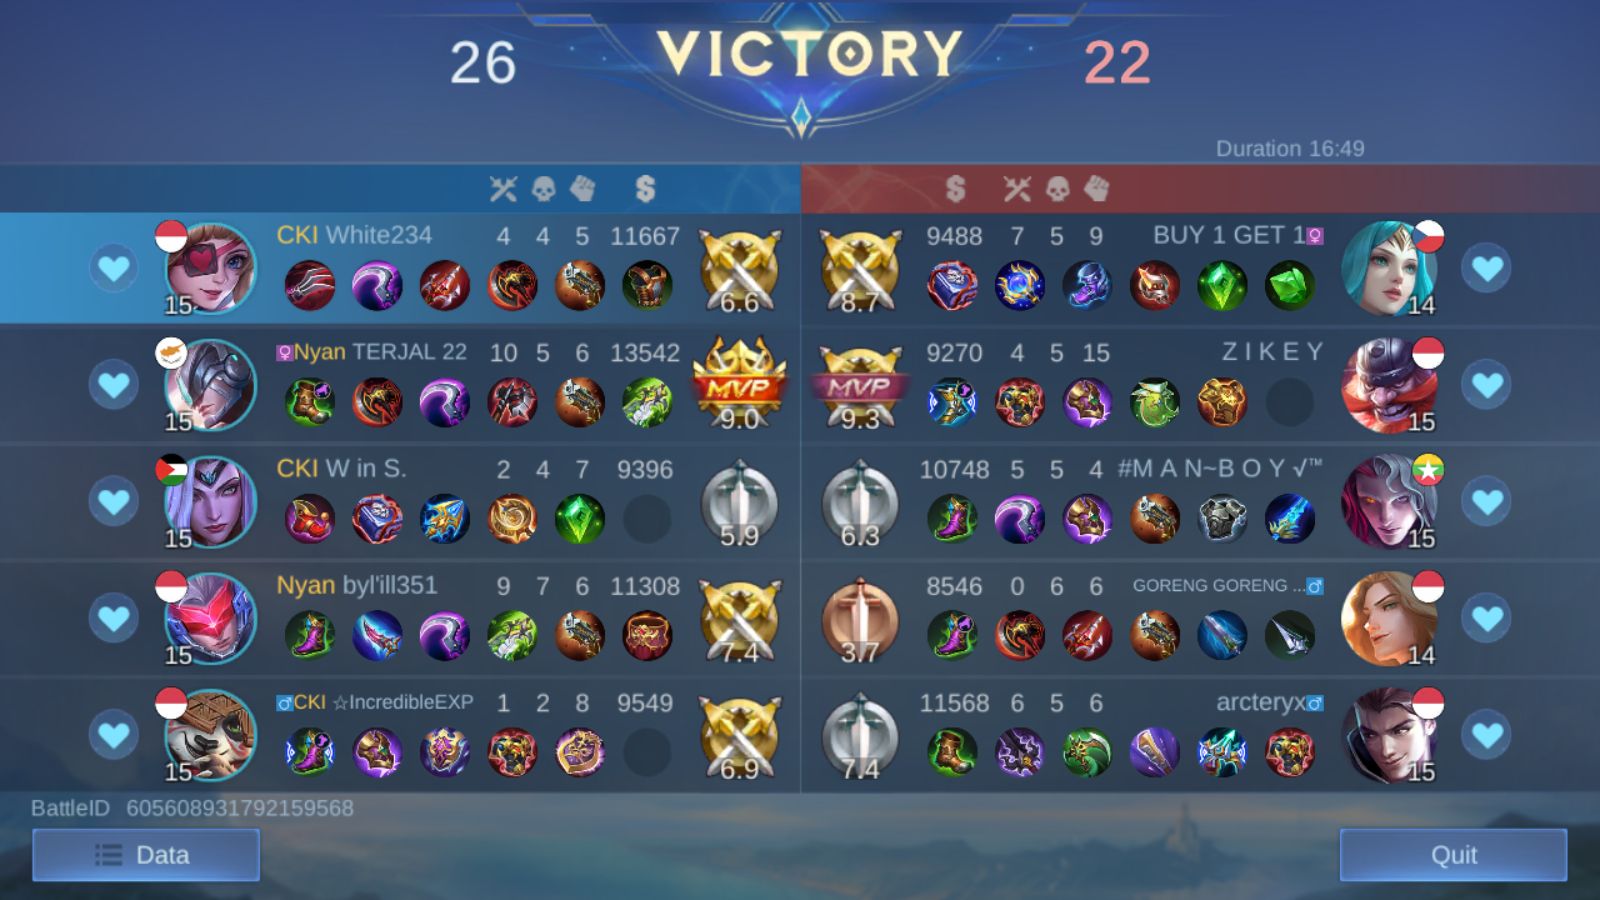 26 VICTORY 22
Duration 16:49
CKI White234 4 4 5 11667 6.6 15
9488 7 5 9 BUY 1 GET 1 8.7 14
Nyan TERJAL 22 10 5 6 13542 MVP 9.0 15
9270 4 5 15 Z I K E Y MVP 9.3 15
CKI W in S. 2 4 7 9396 5.9 15
10748 5 5 4 #M A N~B O Y √™ 6.3 15
Nyan byl'ill351 9 7 6 11308 7.4 15
8546 0 6 6 GORENG GORENG ... 3.7 14
CKI ☆IncredibleEXP 1 2 8 9549 6.9 15
11568 6 5 6 arcteryx 7.4 15
BattleID 605608931792159568
Data
Quit